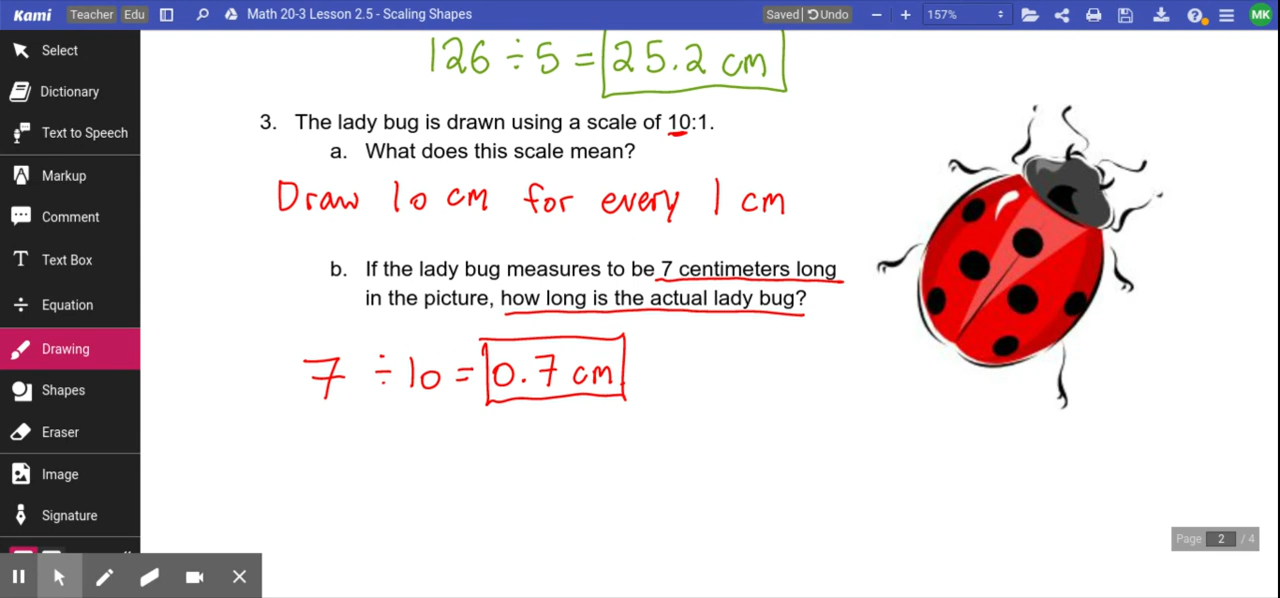 Kami Teacher Edu Math 20-3 Lesson 2.5 - Scaling Shapes Saved Undo − + 157% ? MK
Select
Dictionary
Text to Speech
Markup
Comment
T Text Box
Equation
Drawing
Shapes
Eraser
Image
Signature
126 ÷ 5 = 25.2 cm
3. The lady bug is drawn using a scale of 10:1.
a. What does this scale mean?
Draw 10 cm for every 1 cm
b. If the lady bug measures to be 7 centimeters long
in the picture, how long is the actual lady bug?
7 ÷ 10 = 0.7 cm
Page 2 / 4